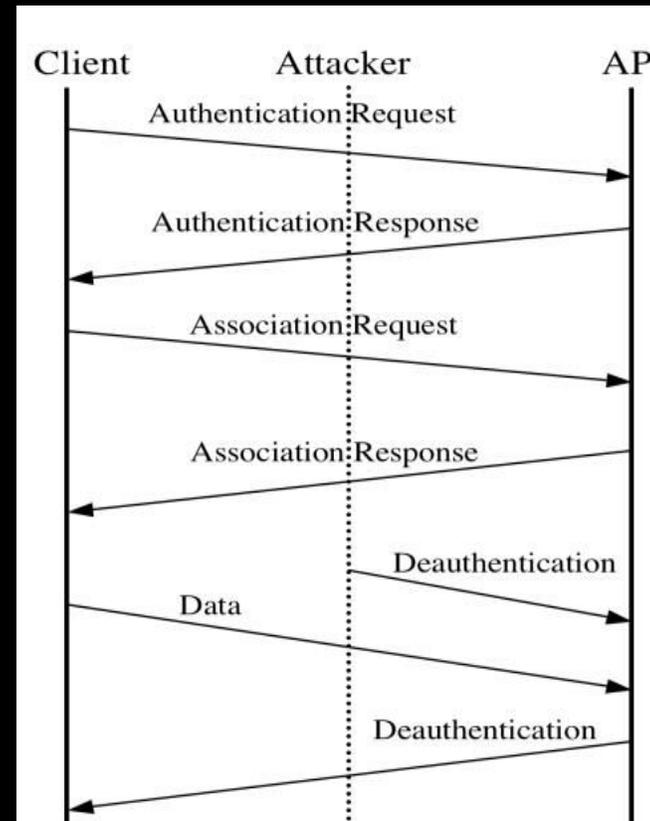 Client Attacker AP
Authentication Request
Authentication Response
Association Request
Association Response
Deauthentication
Data
Deauthentication